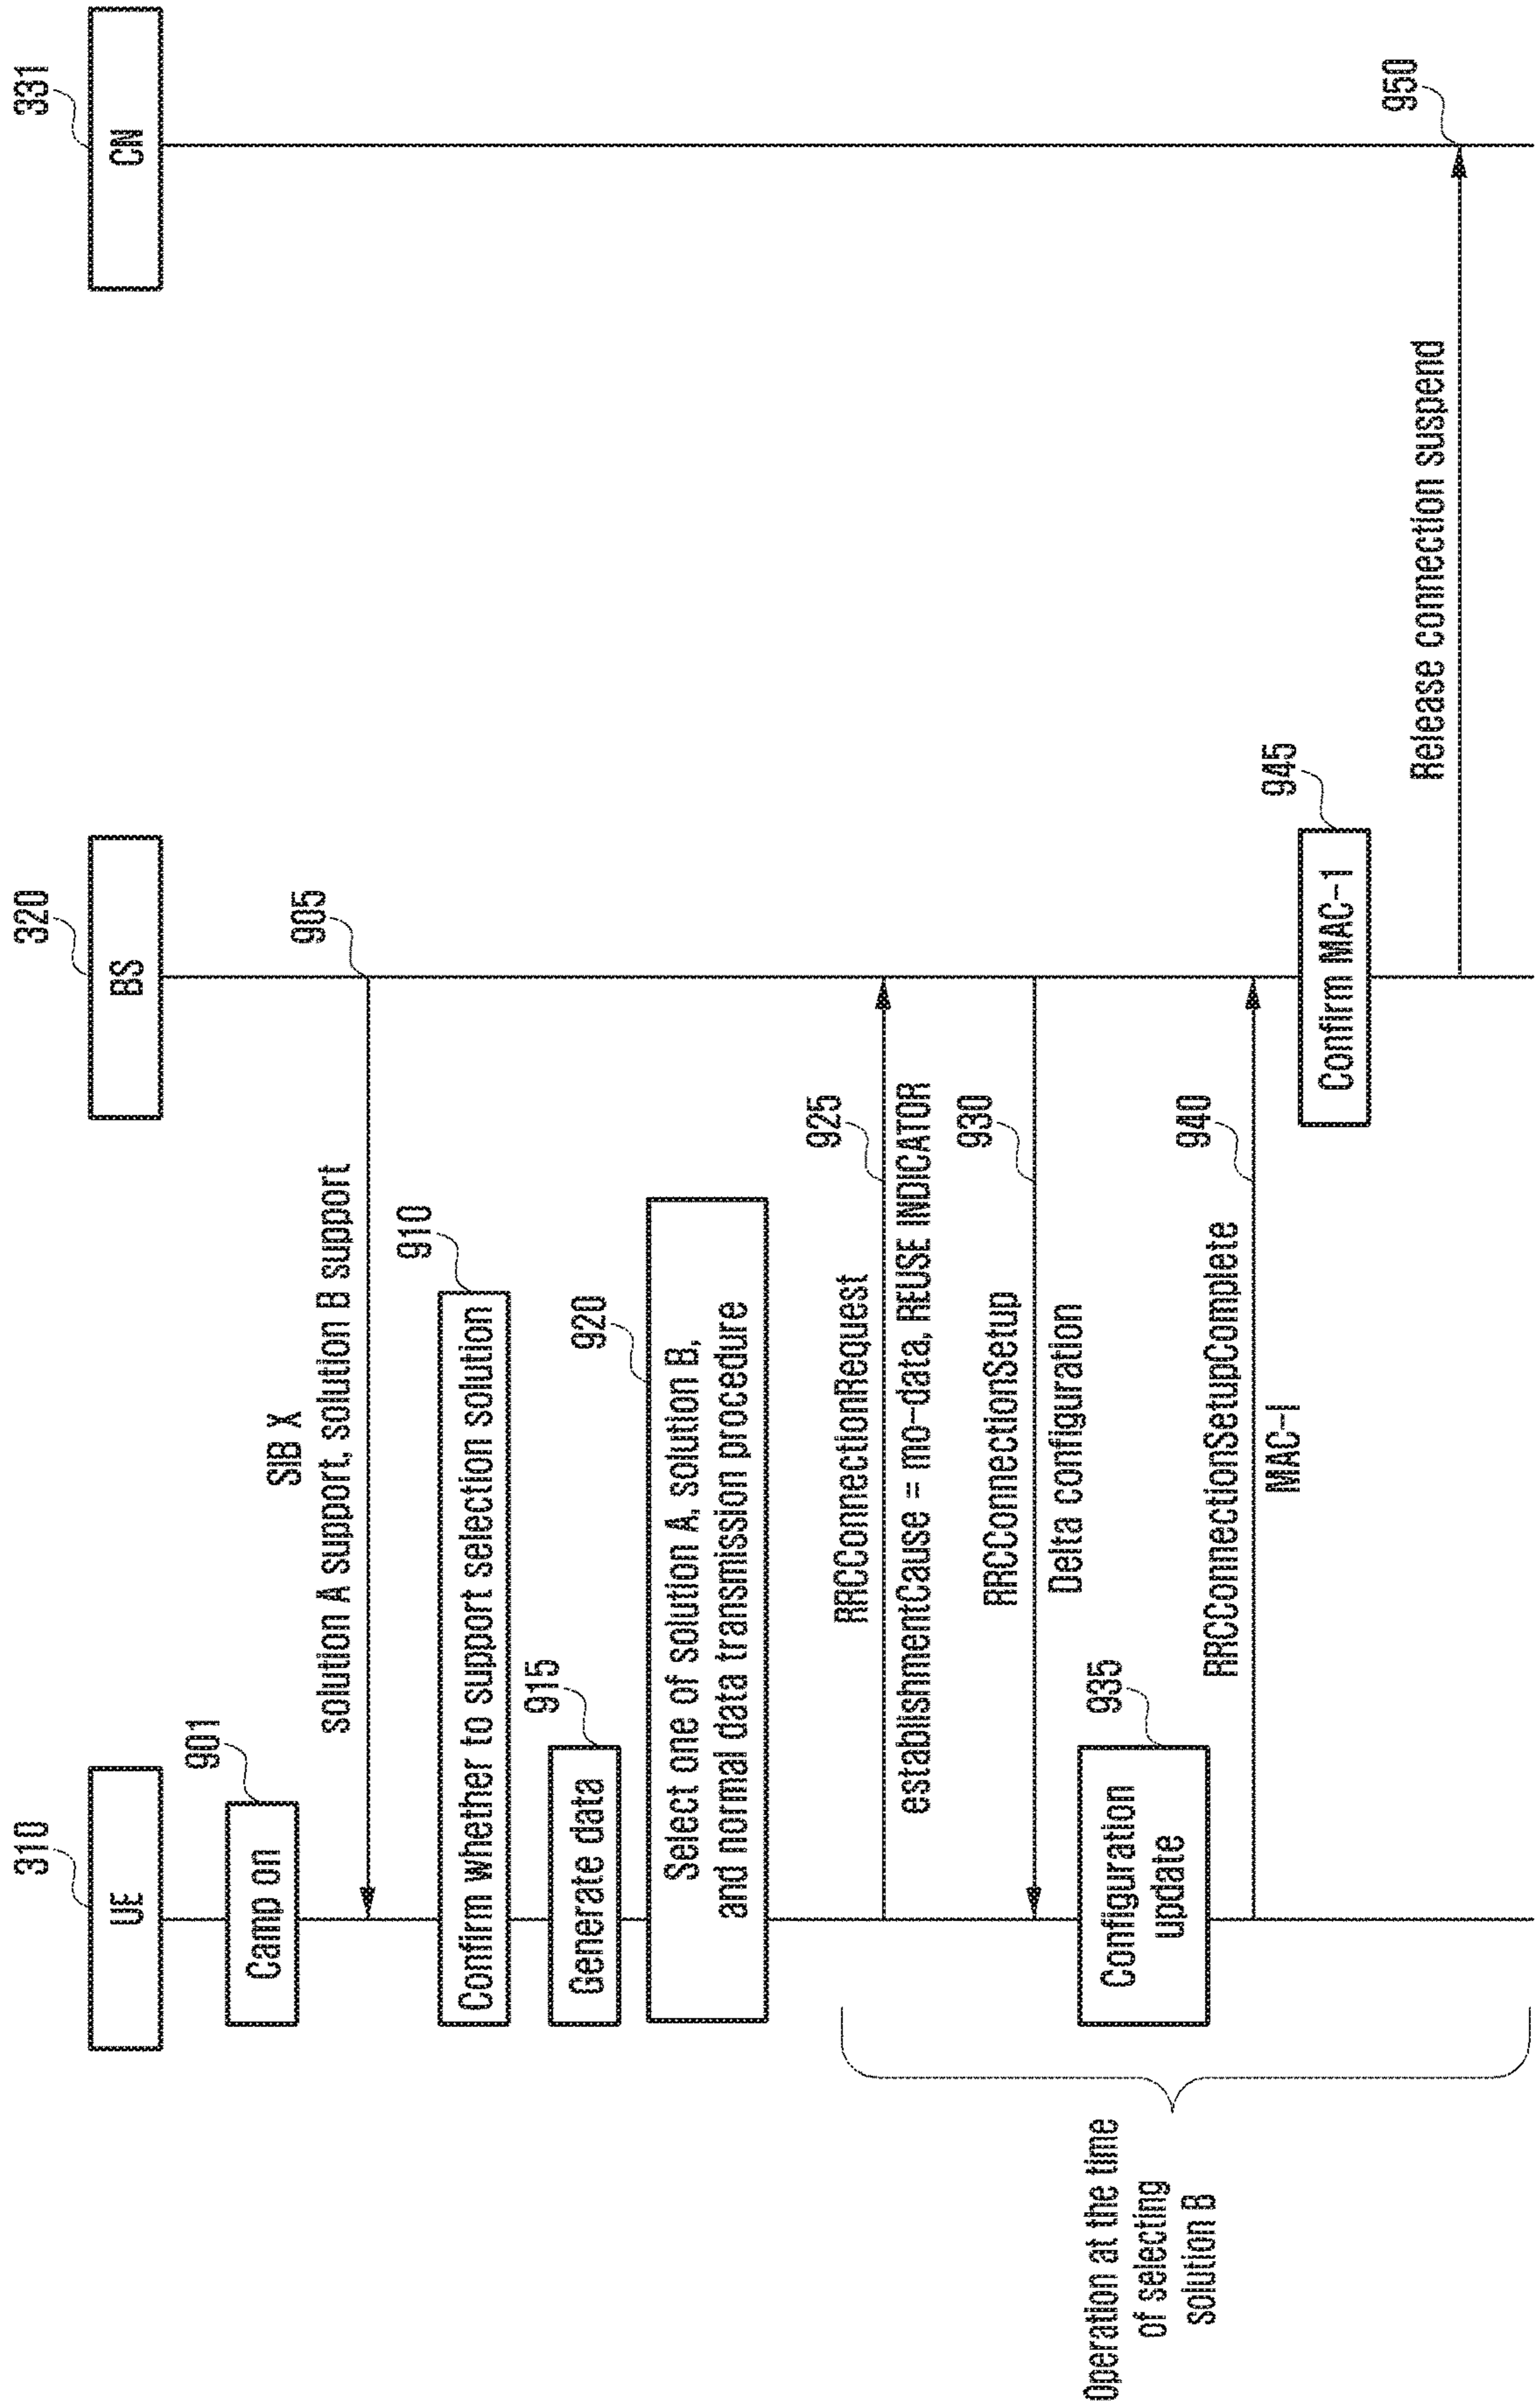 310
320
331
UE
BS
CN
901
Camp on
905
SIB X
solution A support, solution B support
910
Confirm whether to support selection solution
915
Generate data
920
Select one of solution A, solution B,
and normal data transmission procedure
925
RRCConnectionRequest
establishmentCause = mo-data, REUSE INDICATOR
930
RRCConnectionSetup
Delta configuration
935
Configuration
update
940
RRCConnectionSetupComplete
MAC-I
945
Confirm MAC-1
950
Release connection suspend
Operation at the time
of selecting
solution B